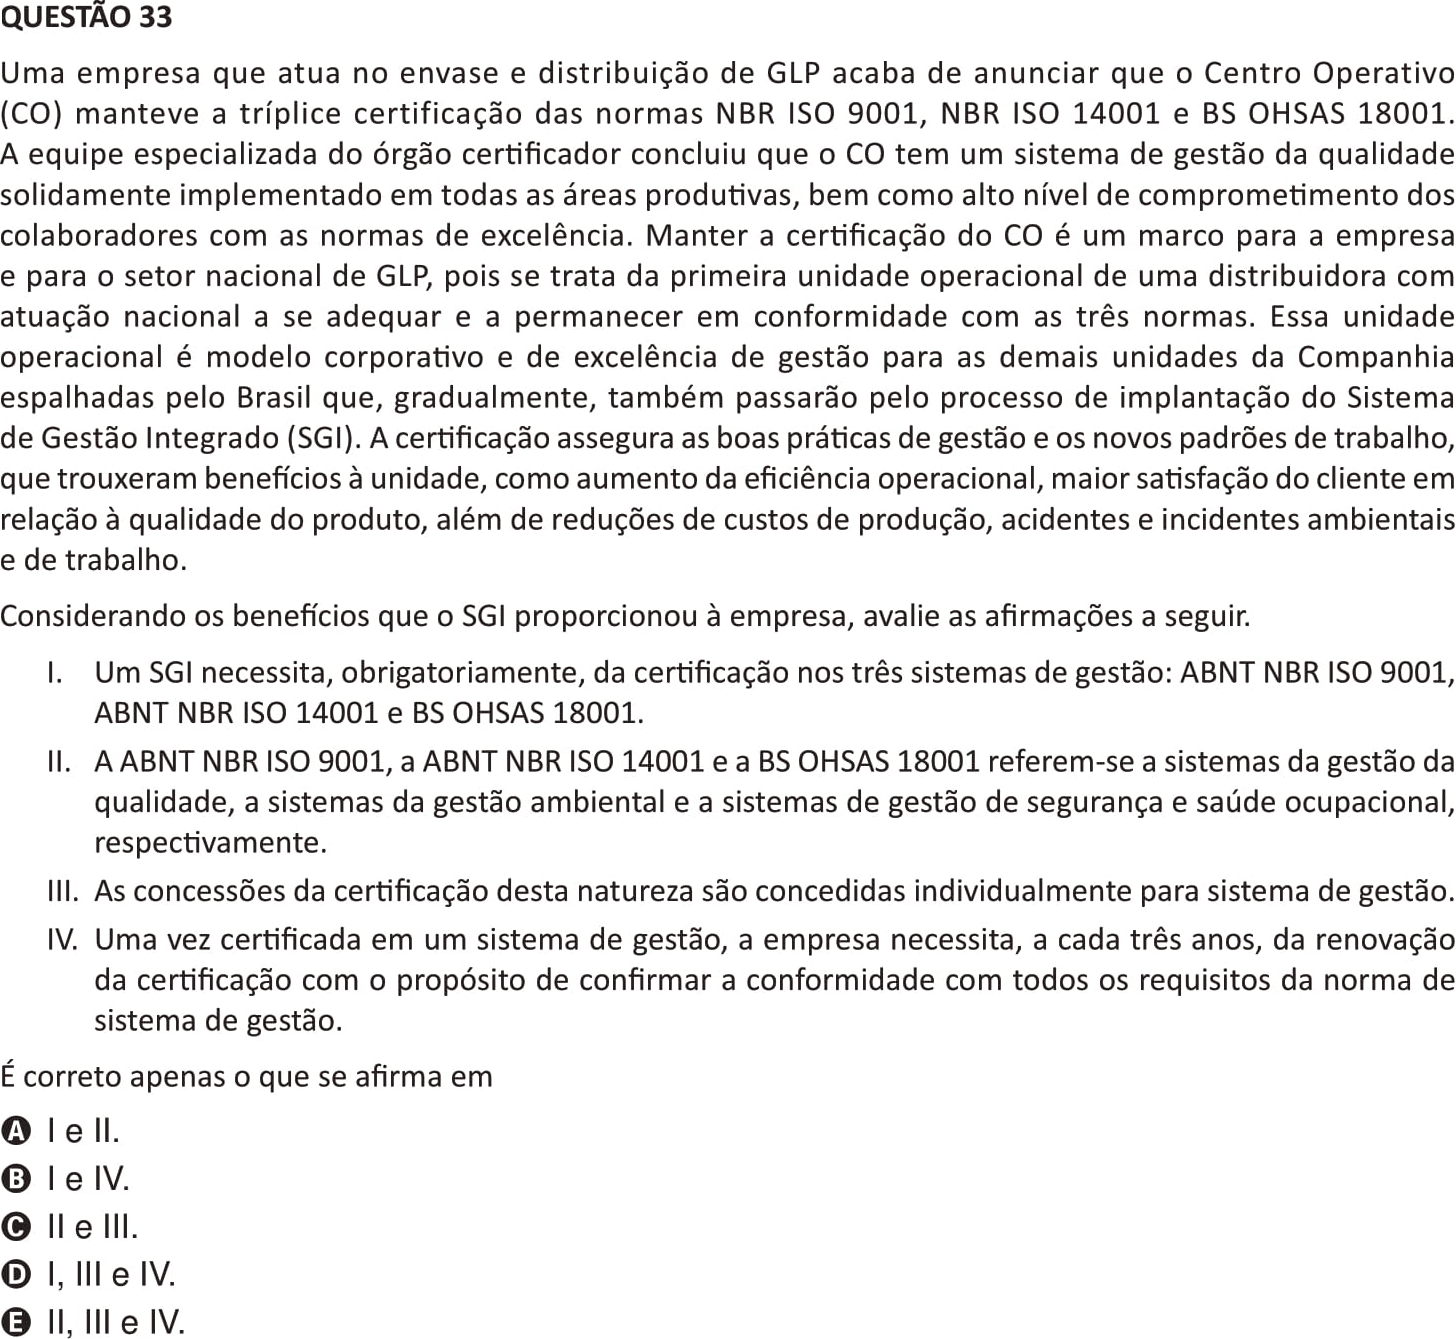 QUESTÃO 33
Uma empresa que atua no envase e distribuição de GLP acaba de anunciar que o Centro Operativo
(CO) manteve a tríplice certificação das normas NBR ISO 9001, NBR ISO 14001 e BS OHSAS 18001.
A equipe especializada do órgão certificador concluiu que o CO tem um sistema de gestão da qualidade
solidamente implementado em todas as áreas produtivas, bem como alto nível de comprometimento dos
colaboradores com as normas de excelência. Manter a certificação do CO é um marco para a empresa
e para o setor nacional de GLP, pois se trata da primeira unidade operacional de uma distribuidora com
atuação nacional a se adequar e a permanecer em conformidade com as três normas. Essa unidade
operacional é modelo corporativo e de excelência de gestão para as demais unidades da Companhia
espalhadas pelo Brasil que, gradualmente, também passarão pelo processo de implantação do Sistema
de Gestão Integrado (SGI). A certificação assegura as boas práticas de gestão e os novos padrões de trabalho,
que trouxeram benefícios à unidade, como aumento da eficiência operacional, maior satisfação do cliente em
relação à qualidade do produto, além de reduções de custos de produção, acidentes e incidentes ambientais
e de trabalho.
Considerando os benefícios que o SGI proporcionou à empresa, avalie as afirmações a seguir.
I. Um SGI necessita, obrigatoriamente, da certificação nos três sistemas de gestão: ABNT NBR ISO 9001,
ABNT NBR ISO 14001 e BS OHSAS 18001.
II. A ABNT NBR ISO 9001, a ABNT NBR ISO 14001 e a BS OHSAS 18001 referem-se a sistemas da gestão da
qualidade, a sistemas da gestão ambiental e a sistemas de gestão de segurança e saúde ocupacional,
respectivamente.
III. As concessões da certificação desta natureza são concedidas individualmente para sistema de gestão.
IV. Uma vez certificada em um sistema de gestão, a empresa necessita, a cada três anos, da renovação
da certificação com o propósito de confirmar a conformidade com todos os requisitos da norma de
sistema de gestão.
É correto apenas o que se afirma em
A I e II.
B I e IV.
C II e III.
D I, III e IV.
E II, III e IV.